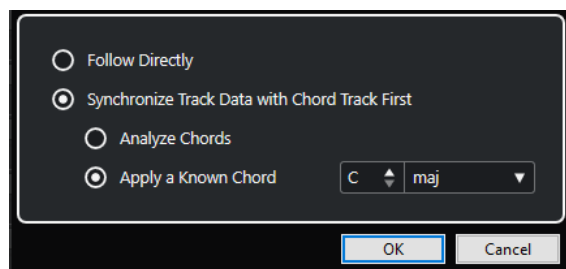 Follow Directly
Synchronize Track Data with Chord Track First
Analyze Chords
Apply a Known Chord C maj
OK Cancel